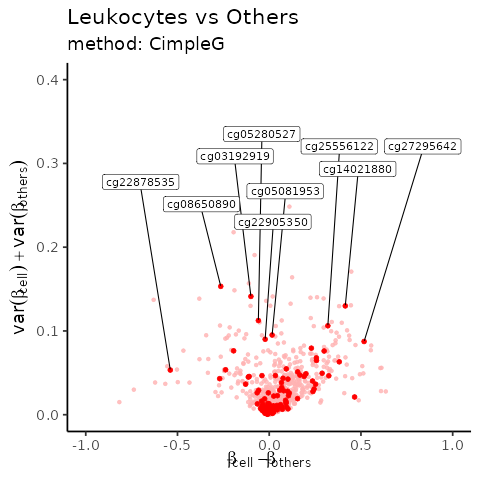 Leukocytes vs Others
method: CimpleG
0.4
0.3
0.2
0.1
0.0
var(βcell) + var(βothers)
cg05280527
cg25556122
cg27295642
cg03192919
cg14021880
cg22878535
cg05081953
cg08650890
cg22905350
-1.0 -0.5 0.0 0.5 1.0
βcell − βothers